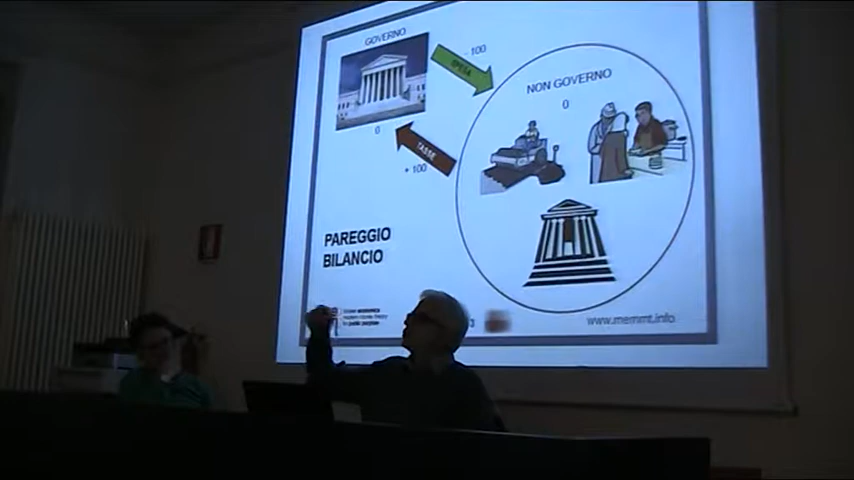 GOVERNO
- 100
SPESA
NON GOVERNO
0
0
TASSE
+ 100
PAREGGIO
BILANCIO
www.memmt.info